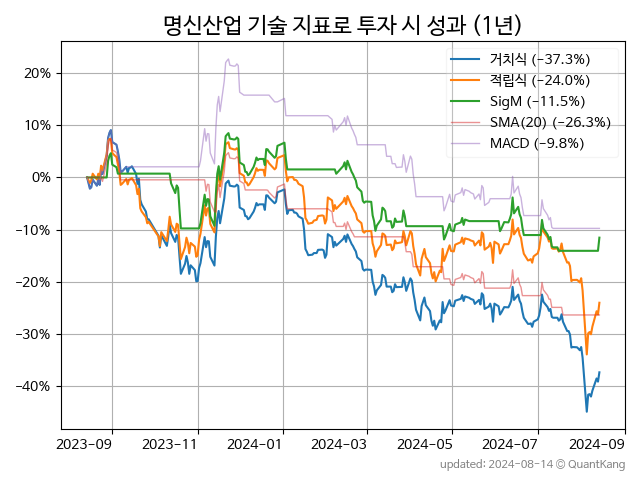 명신산업 기술 지표로 투자 시 성과 (1년)
거치식 (−37.3%)
적립식 (−24.0%)
SigM (−11.5%)
SMA(20) (−26.3%)
MACD (−9.8%)
20%
10%
0%
−10%
−20%
−30%
−40%
2023-09 2023-11 2024-01 2024-03 2024-05 2024-07 2024-09
updated: 2024-08-14 © QuantKang